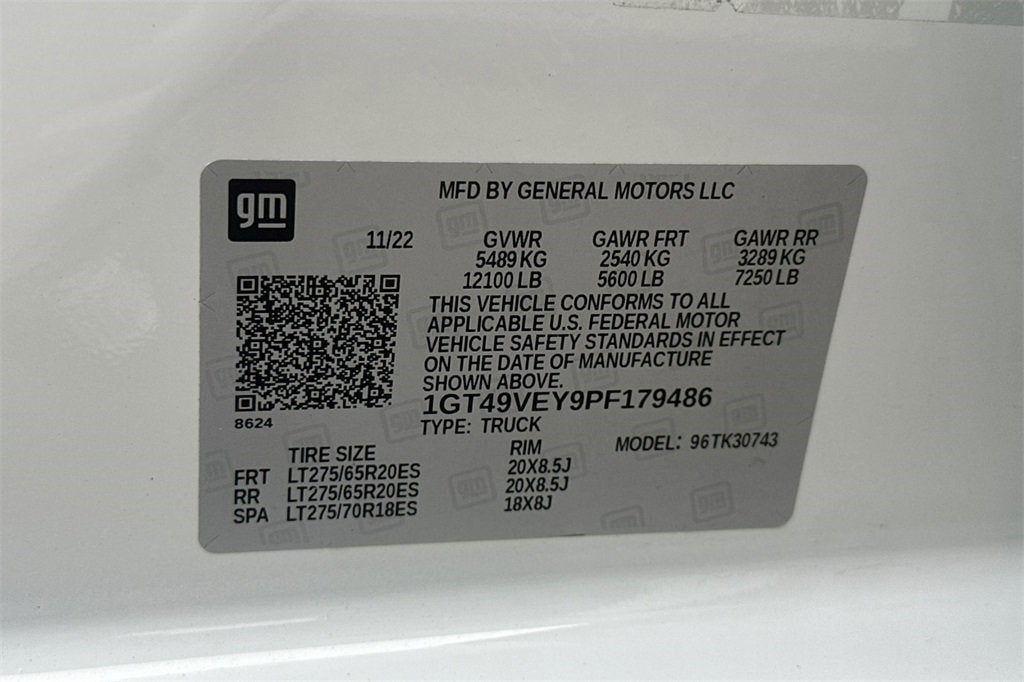 gm
MFD BY GENERAL MOTORS LLC
11/22 GVWR GAWR FRT GAWR RR
5489 KG 2540 KG 3289 KG
12100 LB 5600 LB 7250 LB
THIS VEHICLE CONFORMS TO ALL
APPLICABLE U.S. FEDERAL MOTOR
VEHICLE SAFETY STANDARDS IN EFFECT
ON THE DATE OF MANUFACTURE
SHOWN ABOVE.
1GT49VEY9PF179486
8624
TYPE: TRUCK
MODEL: 96TK30743
TIRE SIZE RIM
FRT LT275/65R20ES 20X8.5J
RR LT275/65R20ES 20X8.5J
SPA LT275/70R18ES 18X8J